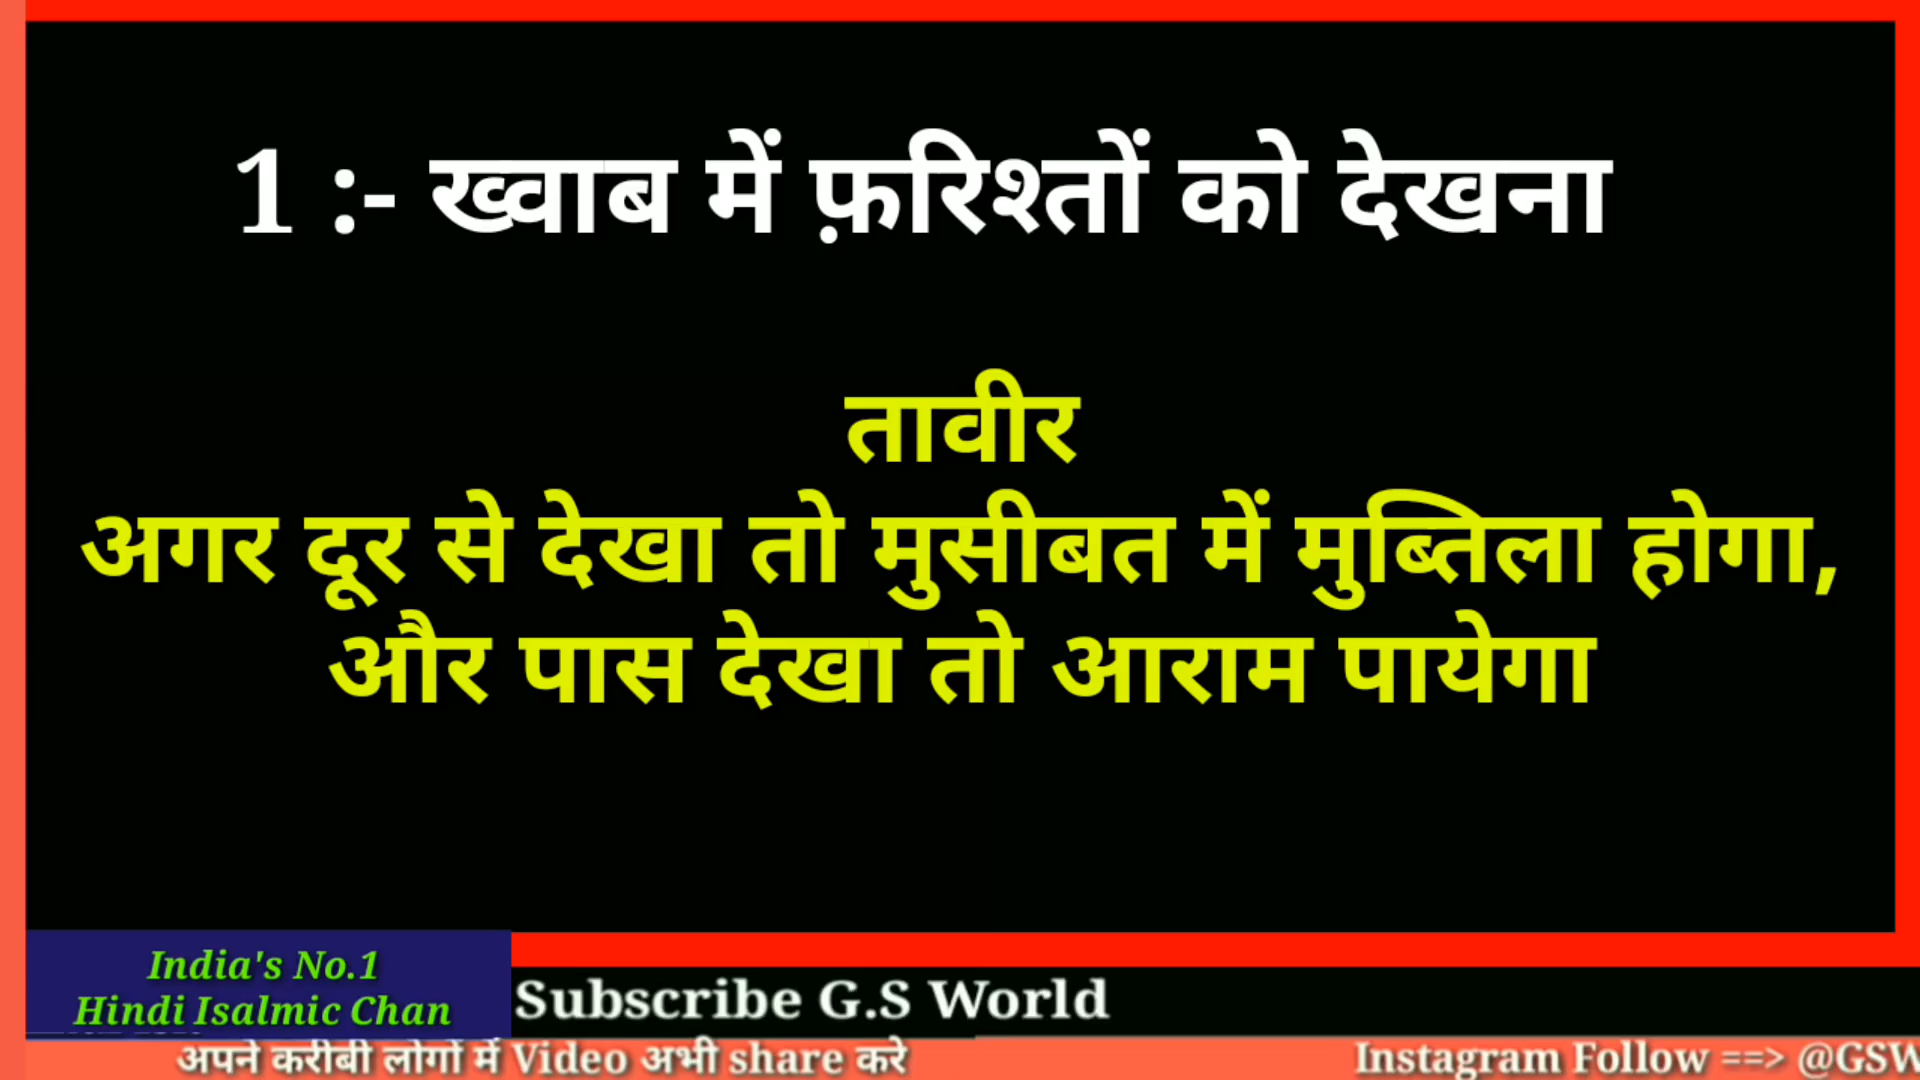 1 :- ख्वाब में फ़रिश्तों को देखना
तावीर
अगर दूर से देखा तो मुसीबत में मुब्तिला होगा,
और पास देखा तो आराम पायेगा
India's No.1
Hindi Isalmic Chan
Subscribe G.S World
अपने करीबी लोगों में Video अभी share करे
Instagram Follow ==> @GSW